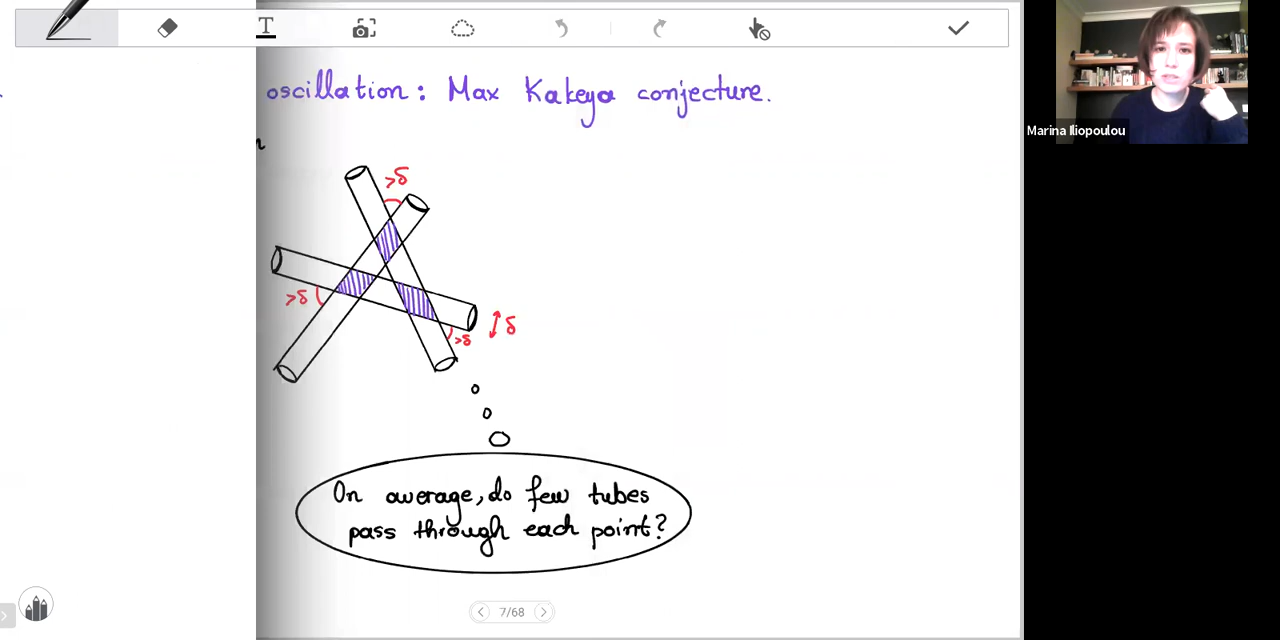 T
oscillation: Max Kakeya conjecture.
Marina Iliopoulou
>δ
>δ
>δ
δ
On average, do few tubes
pass through each point?
7/68